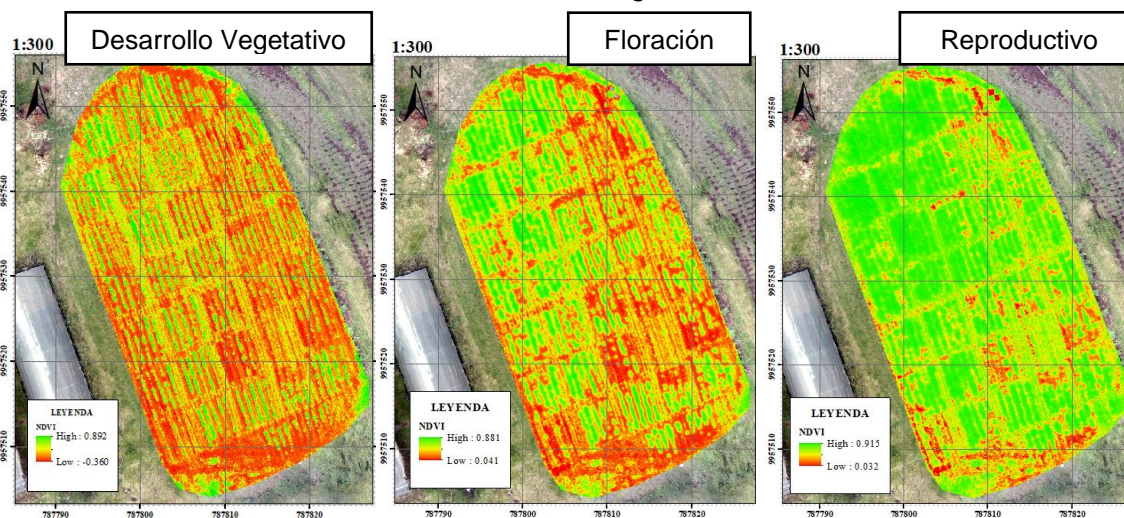 Desarrollo Vegetativo
1:300
N
9957550
9957540
9957530
9957520
9957510
LEYENDA
NDVI
High : 0.892
Low : -0.360
787790
787800
787810
787820
Floración
1:300
N
9957550
9957540
9957530
9957520
9957510
LEYENDA
NDVI
High : 0.881
Low : 0.041
787790
787800
787810
787820
Reproductivo
1:300
N
9957550
9957540
9957530
9957520
9957510
LEYENDA
NDVI
High : 0.915
Low : 0.032
787790
787800
787810
787820